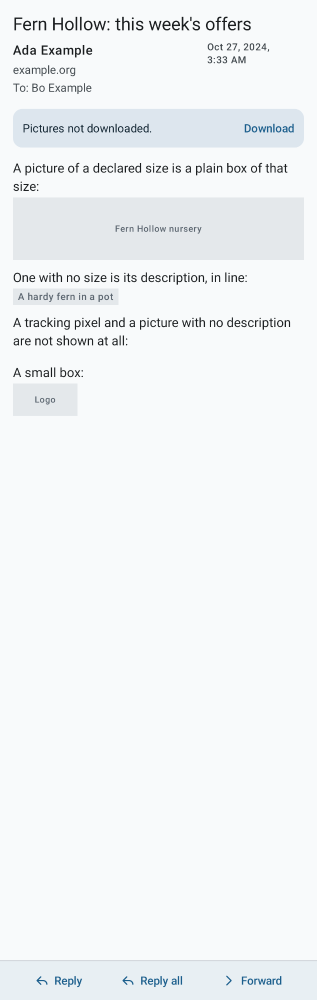 Fern Hollow: this week's offers
Ada Example
Oct 27, 2024,
3:33 AM
example.org
To: Bo Example
Pictures not downloaded.
Download
A picture of a declared size is a plain box of that
size:
Fern Hollow nursery
One with no size is its description, in line:
A hardy fern in a pot
A tracking pixel and a picture with no description
are not shown at all:
A small box:
Logo
Reply
Reply all
Forward